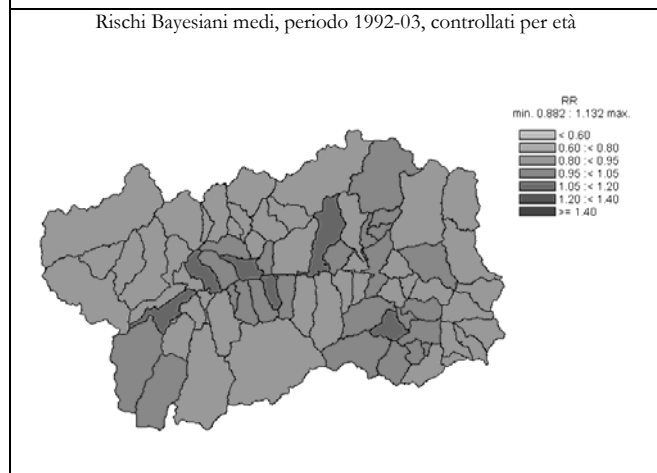 Rischi Bayesiani medi, periodo 1992-03, controllati per età
RR
min. 0.882 : 1.132 max.
< 0.60
0.60 :< 0.80
0.80 :< 0.95
0.95 :< 1.05
1.05 :< 1.20
1.20 :< 1.40
>= 1.40